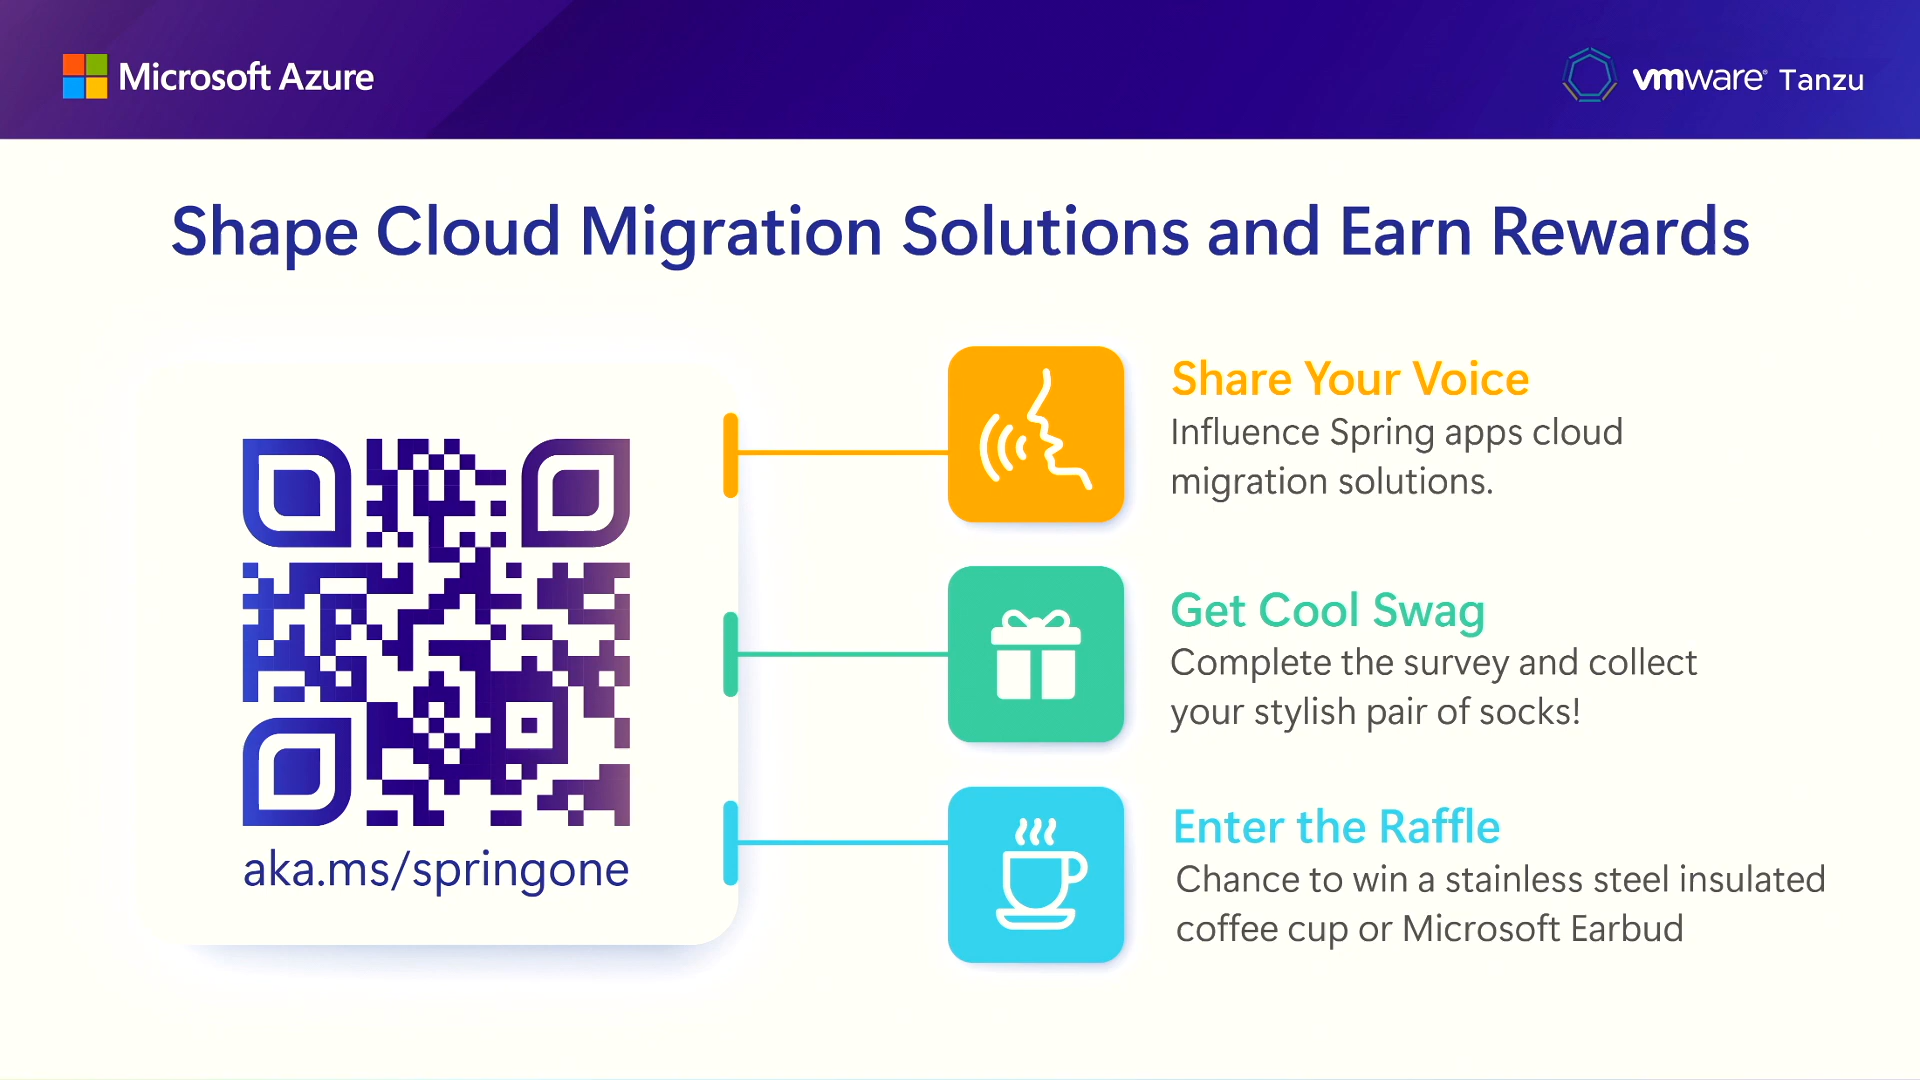 Microsoft Azure
vmware® Tanzu
Shape Cloud Migration Solutions and Earn Rewards
aka.ms/springone
Share Your Voice
Influence Spring apps cloud
migration solutions.
Get Cool Swag
Complete the survey and collect
your stylish pair of socks!
Enter the Raffle
Chance to win a stainless steel insulated
coffee cup or Microsoft Earbud